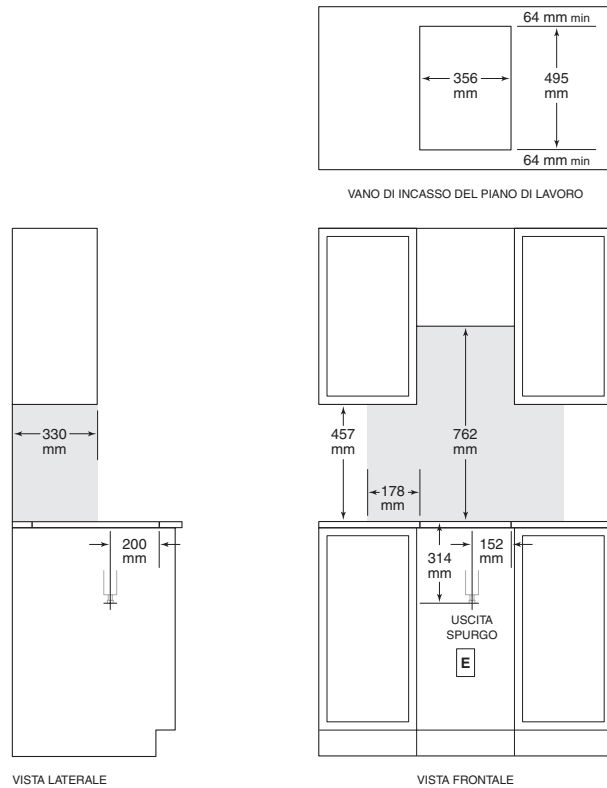 64 mm min
356
mm
495
mm
64 mm min
VANO DI INCASSO DEL PIANO DI LAVORO
330
mm
457
mm
762
mm
178
mm
200
mm
314
mm
152
mm
USCITA
SPURGO
E
VISTA LATERALE
VISTA FRONTALE